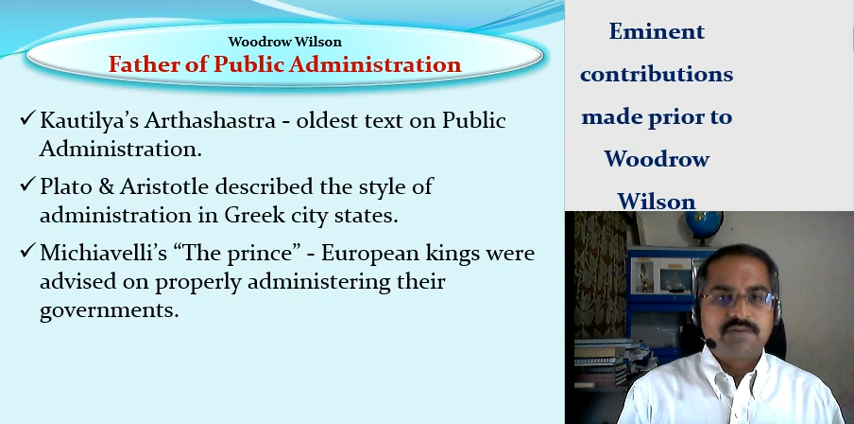 Woodrow Wilson
Father of Public Administration
✓ Kautilya's Arthashastra - oldest text on Public
Administration.
✓ Plato & Aristotle described the style of
administration in Greek city states.
✓ Michiavelli's “The prince” - European kings were
advised on properly administering their
governments.
Eminent
contributions
made prior to
Woodrow
Wilson